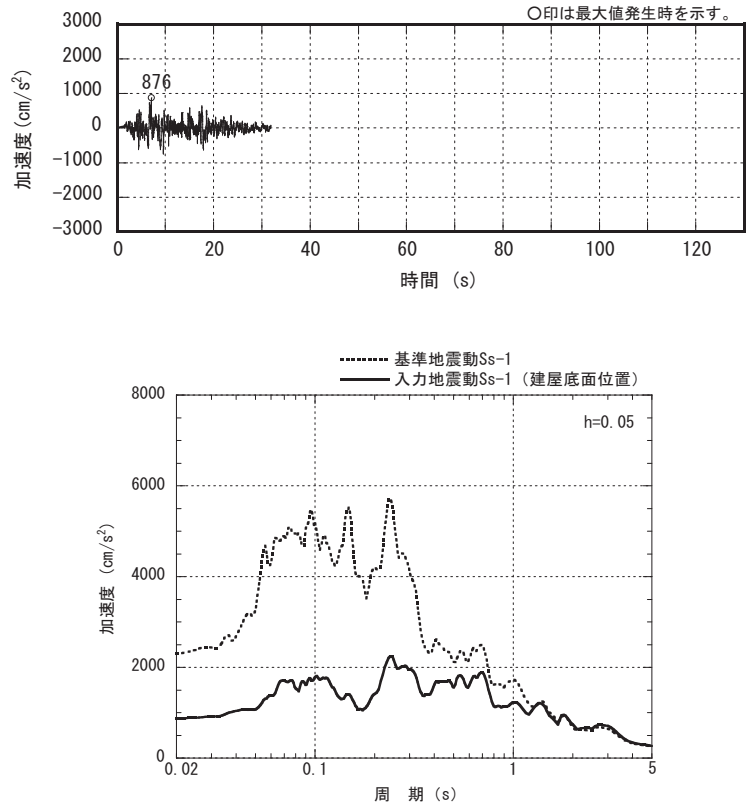 ○印は最大値発生時を示す。
3000
2000
1000
0
-1000
-2000
-3000
加速度(cm/s²)
876
0 20 40 60 80 100 120
時間 (s)
基準地震動Ss-1
入力地震動Ss-1 (建屋底面位置)
8000
6000
4000
2000
0
加速度 (cm/s²)
h=0.05
0.02 0.1 1 5
周 期(s)